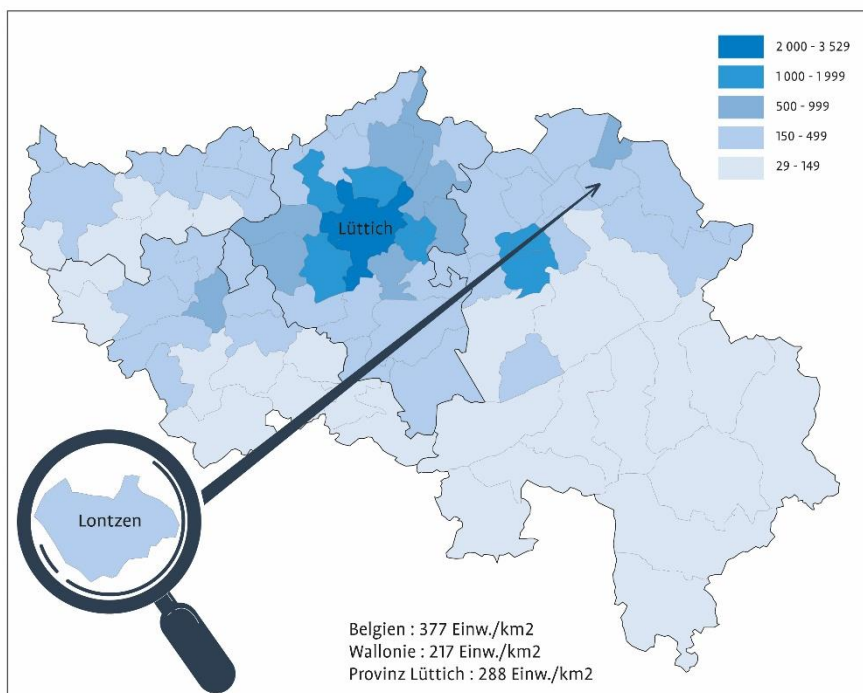 2 000 - 3 529
1 000 - 1 999
500 - 999
150 - 499
29 - 149
Lüttich
Lontzen
Belgien : 377 Einw./km2
Wallonie : 217 Einw./km2
Provinz Lüttich : 288 Einw./km2